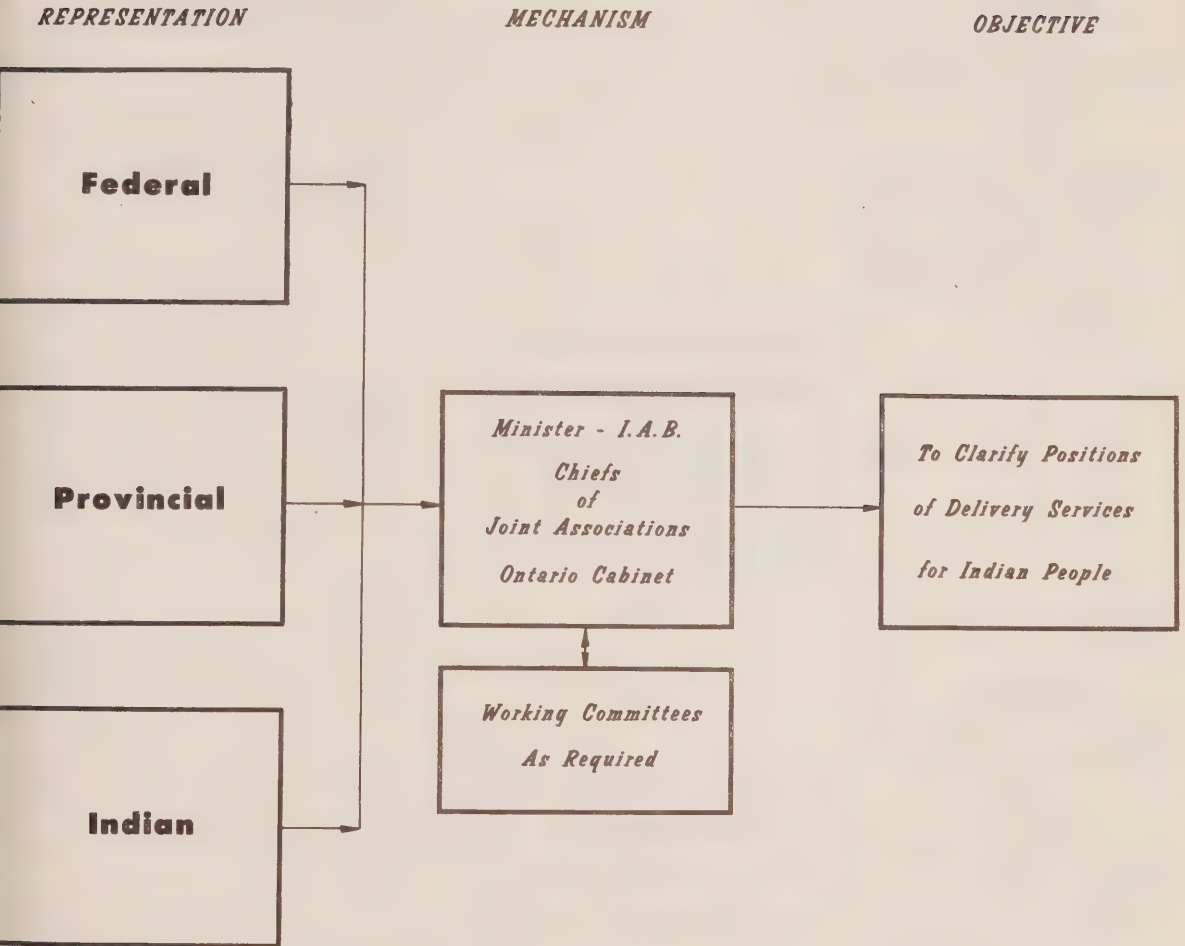 REPRESENTATION
MECHANISM
OBJECTIVE
Federal
Provincial
Indian
Minister - I.A.B.
Chiefs
of
Joint Associations
Ontario Cabinet
Working Committees
As Required
To Clarify Positions
of Delivery Services
for Indian People